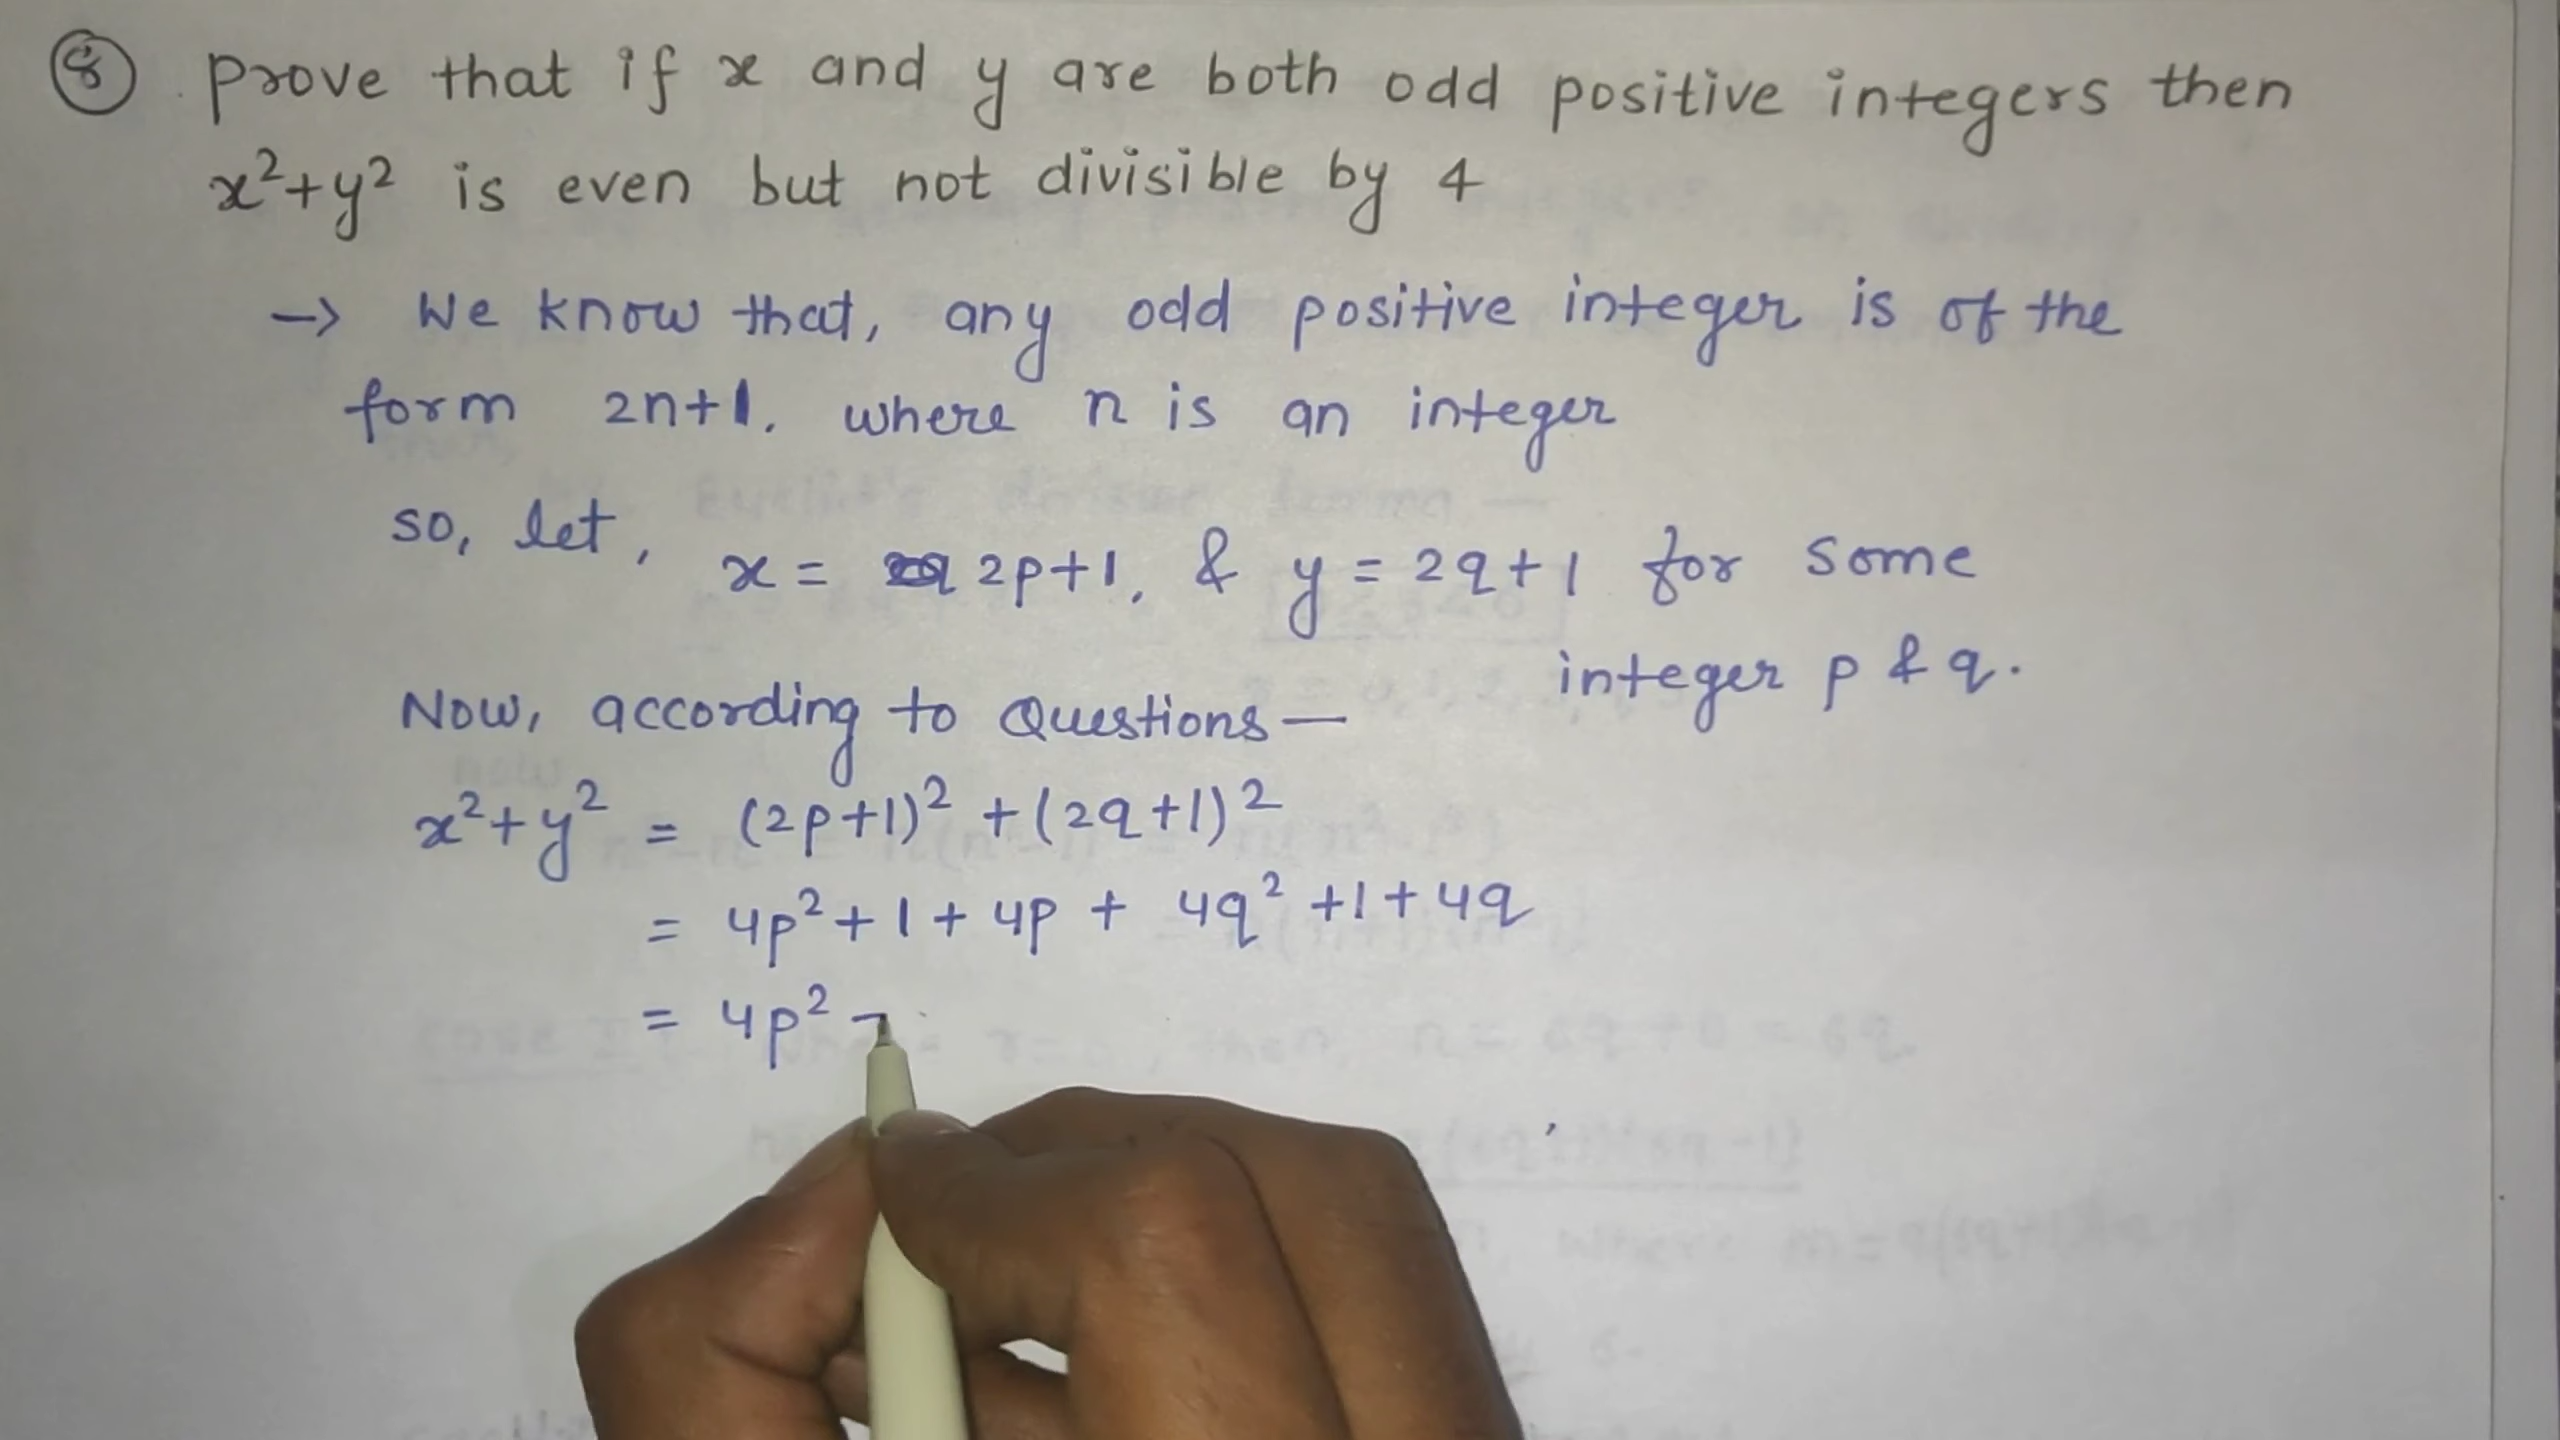 8 prove that if x and y are both odd positive integers then
x²+y² is even but not divisible by 4
→ We know that, any odd positive integer is of the
form 2n+1. where n is an integer
so, let, x = 2p+1, & y = 2q+1 for some
integer p & q.
Now, according to Questions —
x²+y² = (2p+1)² + (2q+1)²
= 4p²+1+4p + 4q²+1+4q
= 4p² -